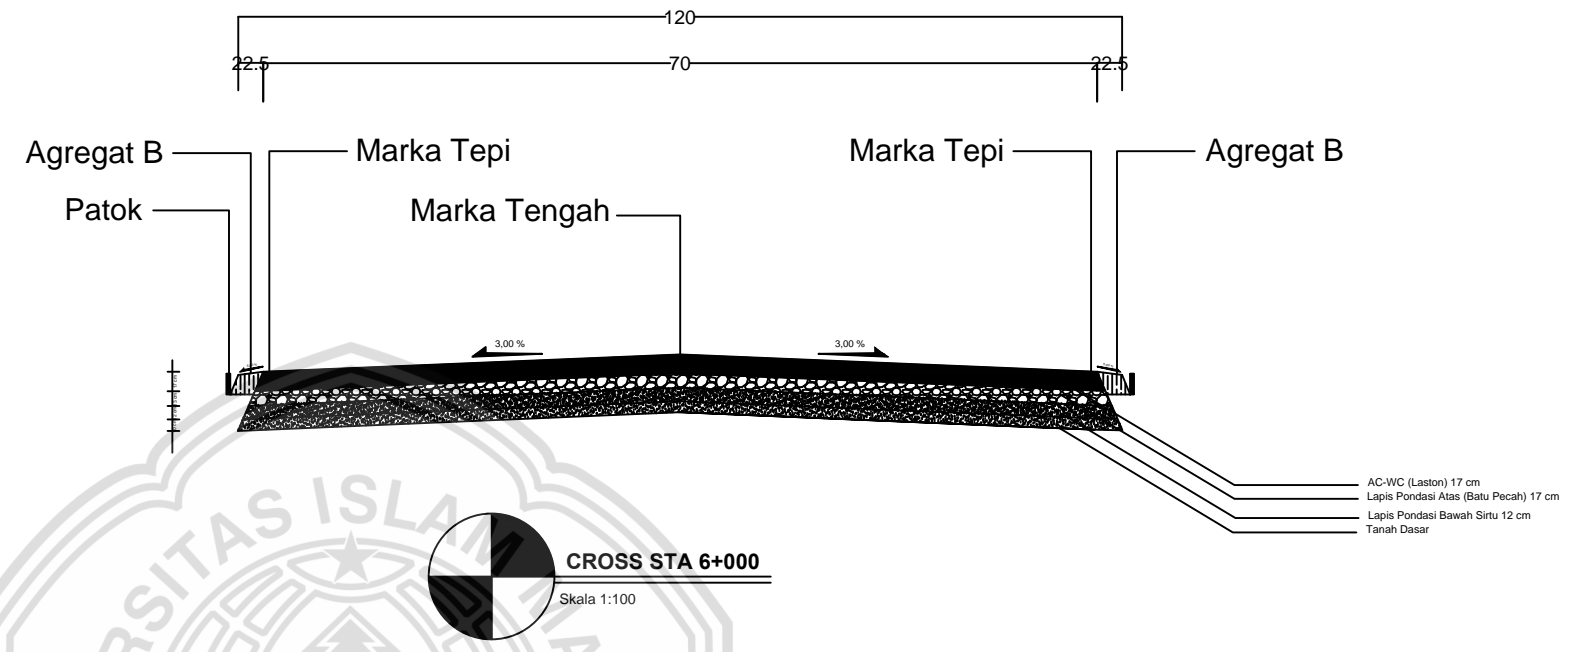 120
22.5
70
22.5
Agregat B
Marka Tepi
Marka Tepi
Agregat B
Patok
Marka Tengah
3,00 %
3,00 %
AC-WC (Laston) 17 cm
Lapis Pondasi Atas (Batu Pecah) 17 cm
Lapis Pondasi Bawah Sirtu 12 cm
Tanah Dasar
RSITAS ISLAM
CROSS STA 6+000
Skala 1:100